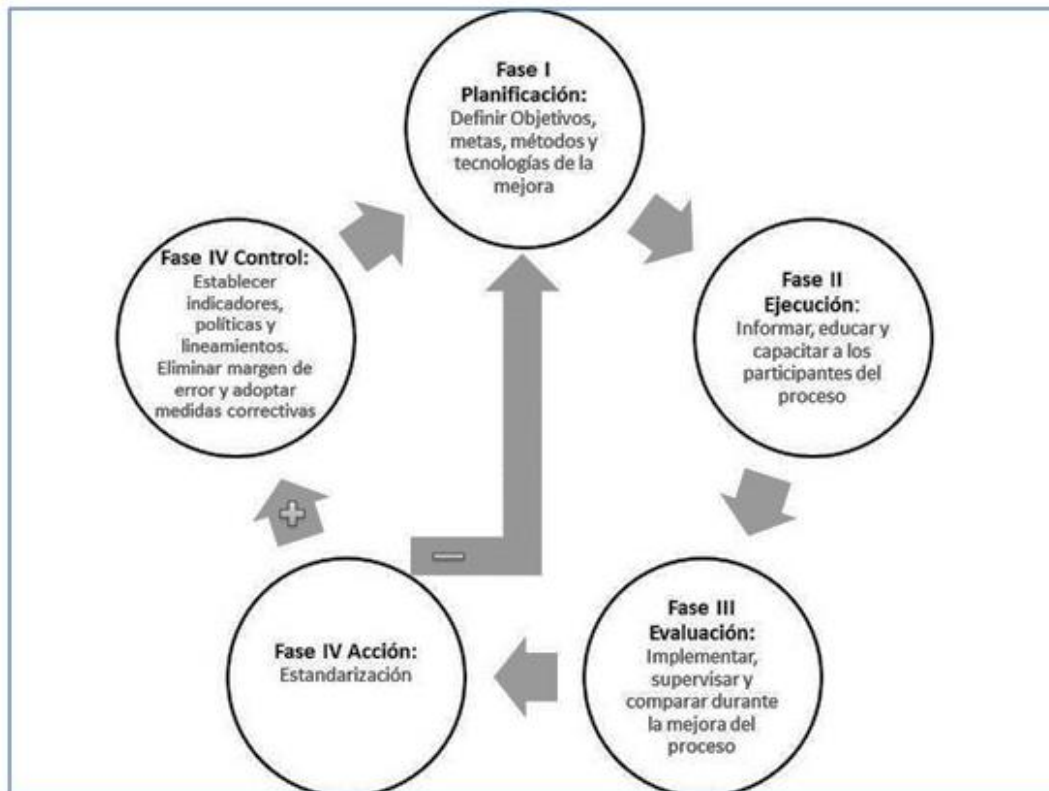 Fase I
Planificación:
Definir Objetivos,
metas, métodos y
tecnologías de la
mejora
Fase II
Ejecución:
Informar, educar y
capacitar a los
participantes del
proceso
Fase III
Evaluación:
Implementar,
supervisar y
comparar durante
la mejora del
proceso
Fase IV Acción:
Estandarización
Fase IV Control:
Establecer
indicadores,
políticas y
lineamientos.
Eliminar margen de
error y adoptar
medidas correctivas